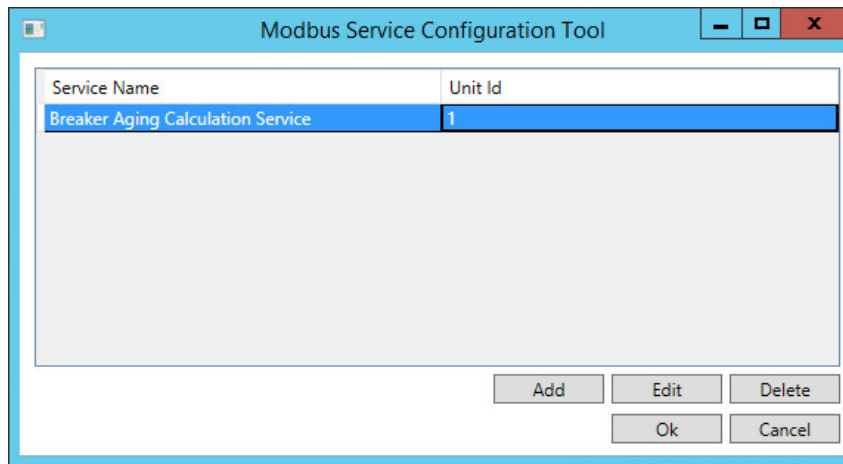 Modbus Service Configuration Tool
Service Name Unit Id
Breaker Aging Calculation Service 1
Add Edit Delete
Ok Cancel